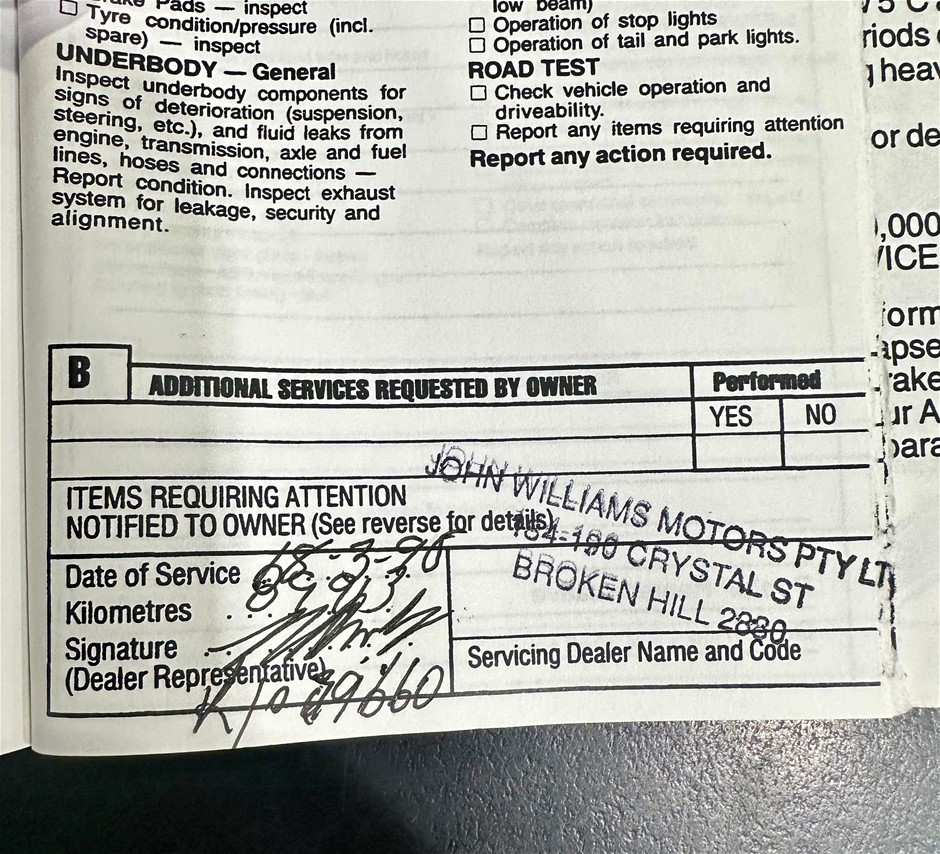 Pads — inspect
☐ Tyre condition/pressure (incl.
spare) — inspect
UNDERBODY — General
Inspect underbody components for
signs of deterioration (suspension,
steering, etc.), and fluid leaks from
engine, transmission, axle and fuel
lines, hoses and connections —
Report condition. Inspect exhaust
system for leakage, security and
alignment.
low beam)
☐ Operation of stop lights
☐ Operation of tail and park lights.
ROAD TEST
☐ Check vehicle operation and
driveability.
☐ Report any items requiring attention
Report any action required.
B
ADDITIONAL SERVICES REQUESTED BY OWNER
Performed
YES NO
ITEMS REQUIRING ATTENTION
NOTIFIED TO OWNER (See reverse for details)
JOHN WILLIAMS MOTORS PTY LT
CRYSTAL ST
BROKEN HILL 2880
Date of Service
Kilometres
Signature
(Dealer Representative)
79660
Servicing Dealer Name and Code
or de
,000